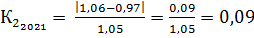 К₂₂₀₂₁ = |1,06−0,97| / 1,05 = 0,09 / 1,05 = 0,09